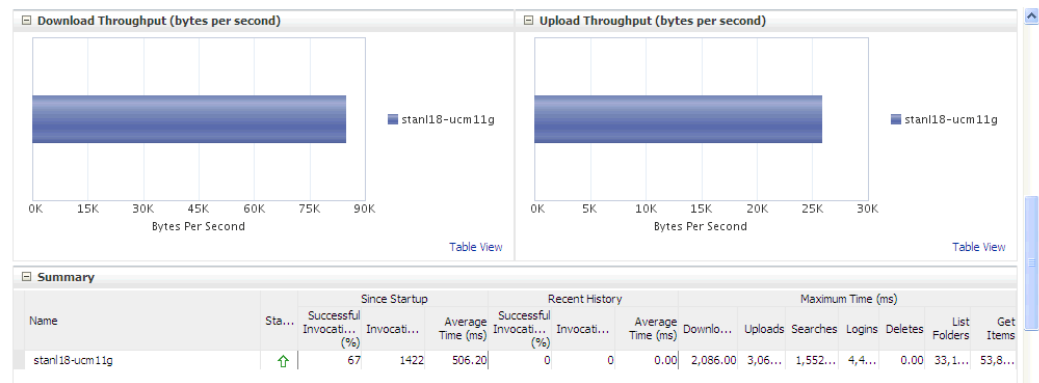 Download Throughput (bytes per second)
Upload Throughput (bytes per second)
stanl18-ucm11g
stanl18-ucm11g
0K 15K 30K 45K 60K 75K 90K
Bytes Per Second
0K 5K 10K 15K 20K 25K 30K
Bytes Per Second
Table View
Table View
Summary
Name Sta... Since Startup Recent History Maximum Time (ms)
Successful Invocati... (%) Invocati... Average Time (ms) Successful Invocati... (%) Invocati... Average Time (ms) Downlo... Uploads Searches Logins Deletes List Folders Get Items
stanl18-ucm11g 67 1422 506.20 0 0 0.00 2,086.00 3,06... 1,552... 4,4... 0.00 33,1... 53,8...